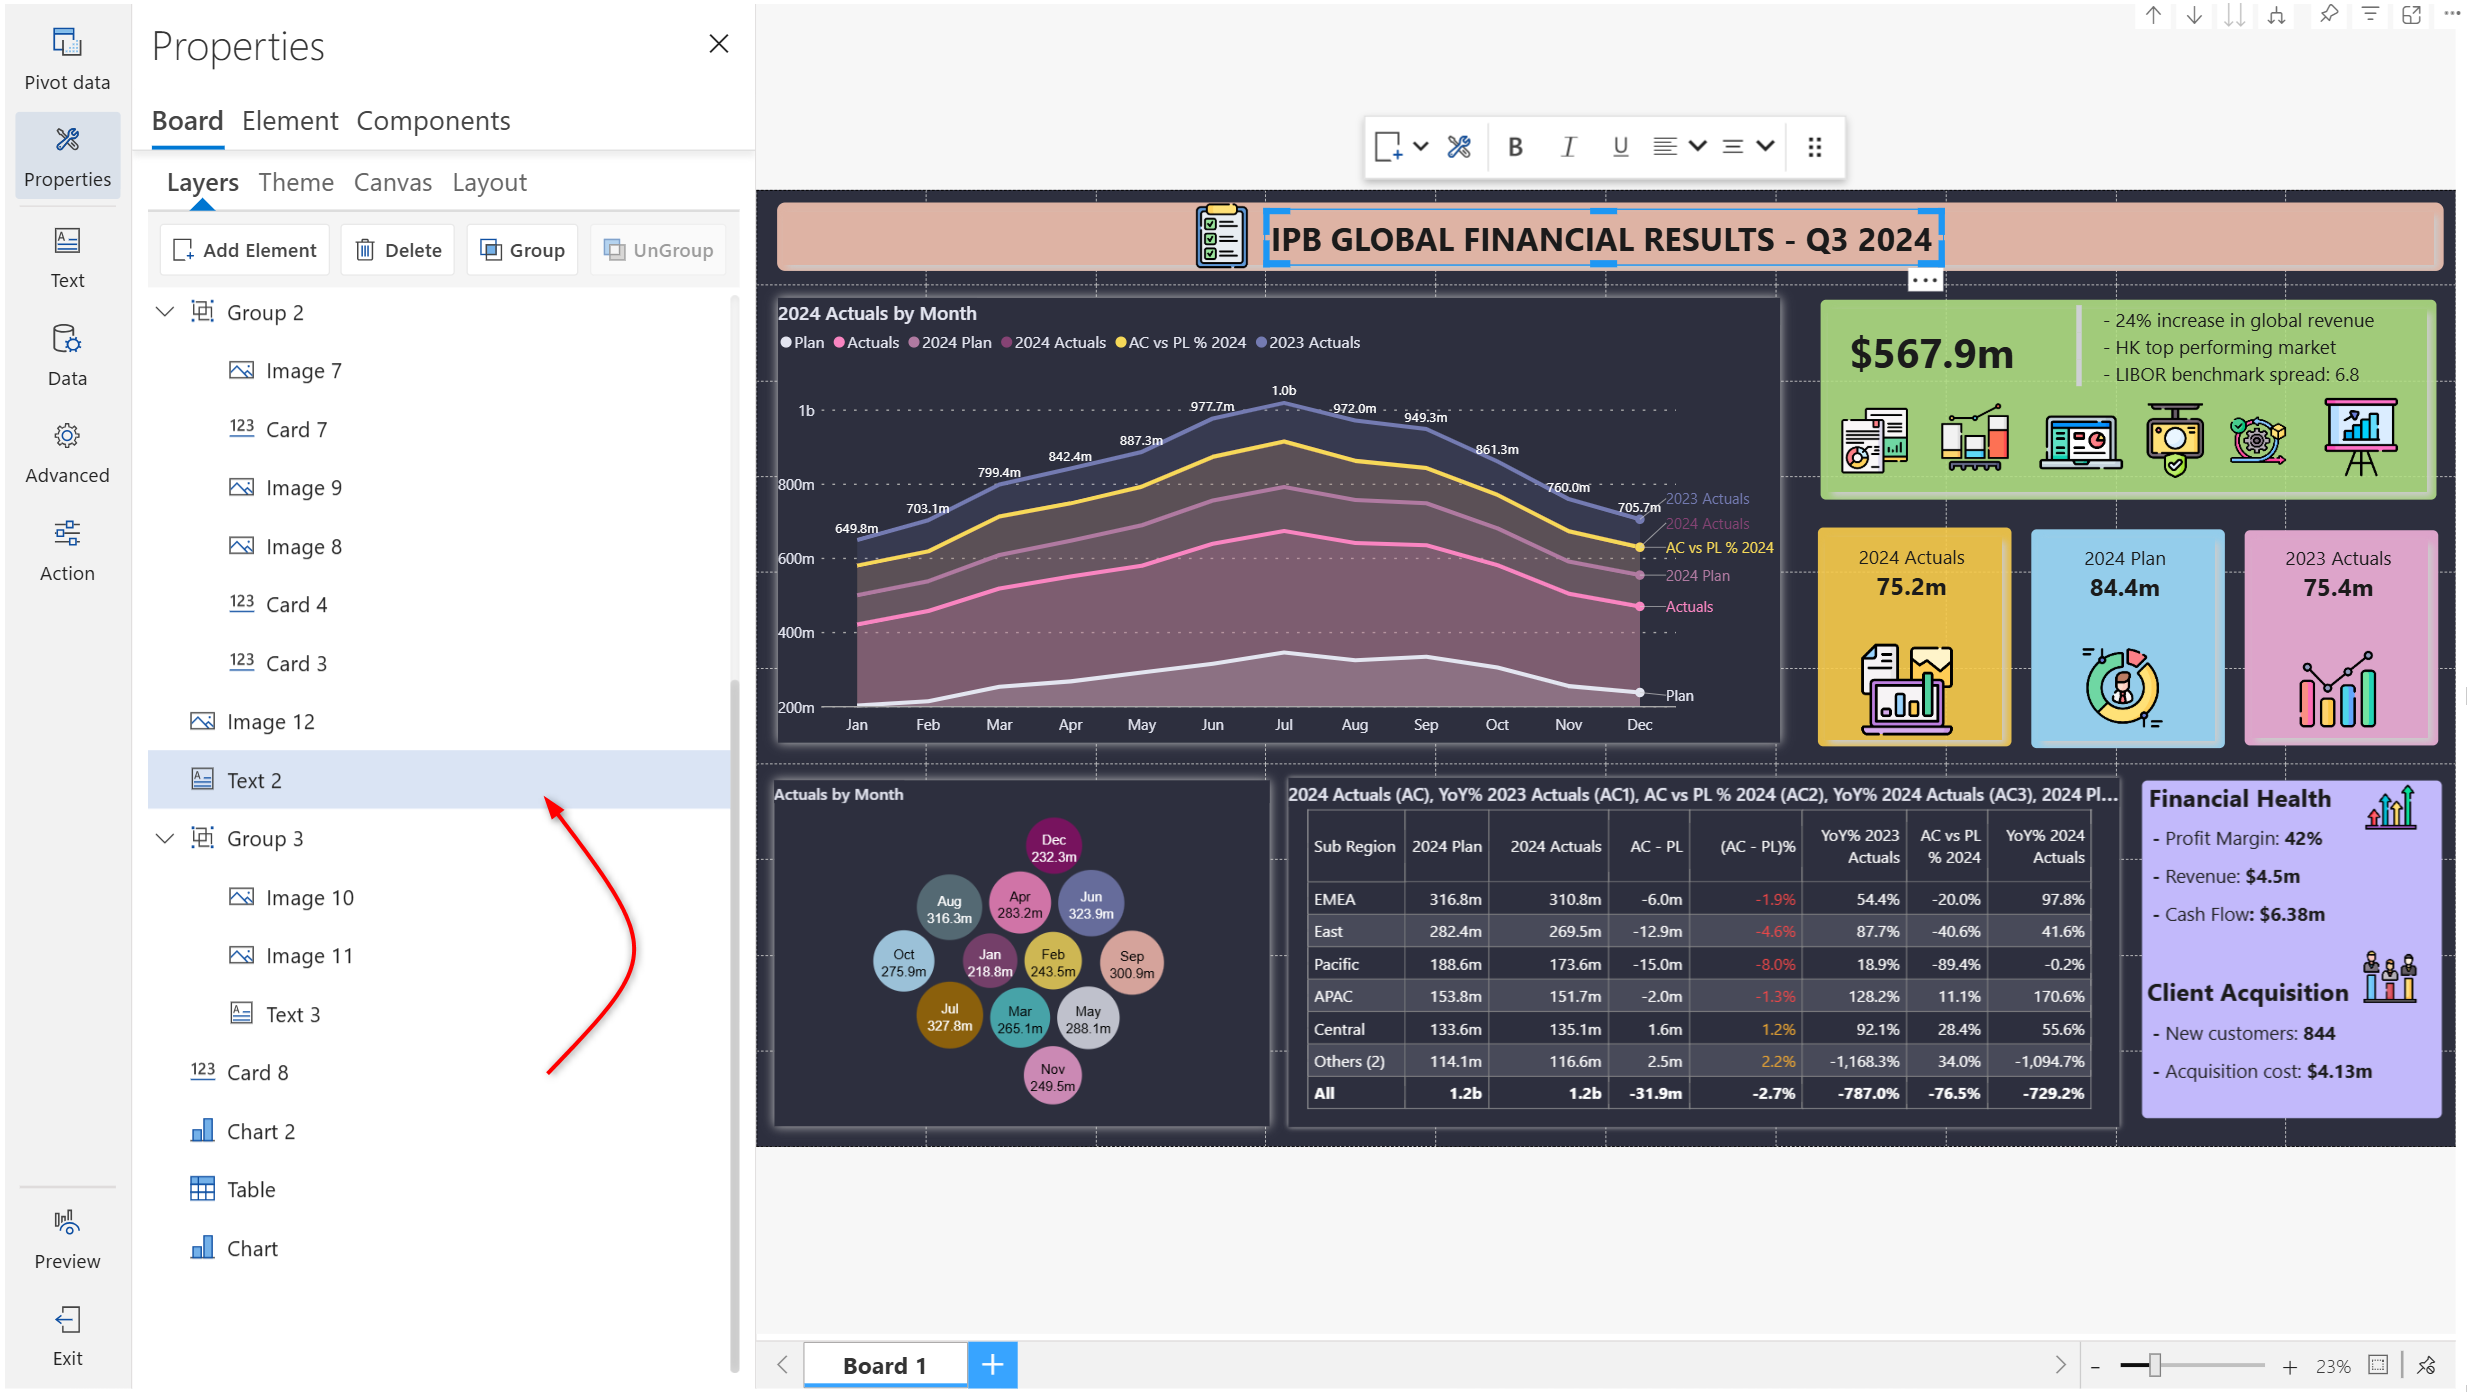 Pivot data
Properties
Text
Data
Advanced
Action
Preview
Exit
Properties
Board Element Components
Layers Theme Canvas Layout
Add Element Delete Group UnGroup
Group 2
Image 7
123 Card 7
Image 9
Image 8
123 Card 4
123 Card 3
Image 12
Text 2
Group 3
Image 10
Image 11
Text 3
123 Card 8
Chart 2
Table
Chart
B I U
IPB GLOBAL FINANCIAL RESULTS - Q3 2024
2024 Actuals by Month
Plan Actuals 2024 Plan 2024 Actuals AC vs PL % 2024 2023 Actuals
1b
800m
600m
400m
200m
649.8m 703.1m 799.4m 842.4m 887.3m 977.7m 1.0b 972.0m 949.3m 861.3m 760.0m 705.7m
2023 Actuals
2024 Actuals
AC vs PL % 2024
2024 Plan
Actuals
Plan
Jan Feb Mar Apr May Jun Jul Aug Sep Oct Nov Dec
$567.9m
- 24% increase in global revenue
- HK top performing market
- LIBOR benchmark spread: 6.8
2024 Actuals
75.2m
2024 Plan
84.4m
2023 Actuals
75.4m
Actuals by Month
Dec
232.3m
Aug
316.3m
Apr
283.2m
Jun
323.9m
Oct
275.9m
Jan
218.8m
Feb
243.5m
Sep
300.9m
Jul
327.8m
Mar
265.1m
May
288.1m
Nov
249.5m
2024 Actuals (AC), YoY% 2023 Actuals (AC1), AC vs PL % 2024 (AC2), YoY% 2024 Actuals (AC3), 2024 Pl...
Sub Region 2024 Plan 2024 Actuals AC - PL (AC - PL)% YoY% 2023 Actuals AC vs PL % 2024 YoY% 2024 Actuals
EMEA 316.8m 310.8m -6.0m -1.9% 54.4% -20.0% 97.8%
East 282.4m 269.5m -12.9m -4.6% 87.7% -40.6% 41.6%
Pacific 188.6m 173.6m -15.0m -8.0% 18.9% -89.4% -0.2%
APAC 153.8m 151.7m -2.0m -1.3% 128.2% 11.1% 170.6%
Central 133.6m 135.1m 1.6m 1.2% 92.1% 28.4% 55.6%
Others (2) 114.1m 116.6m 2.5m 2.2% -1,168.3% 34.0% -1,094.7%
All 1.2b 1.2b -31.9m -2.7% -787.0% -76.5% -729.2%
Financial Health
- Profit Margin: 42%
- Revenue: $4.5m
- Cash Flow: $6.38m
Client Acquisition
- New customers: 844
- Acquisition cost: $4.13m
Board 1 +
- + 23%